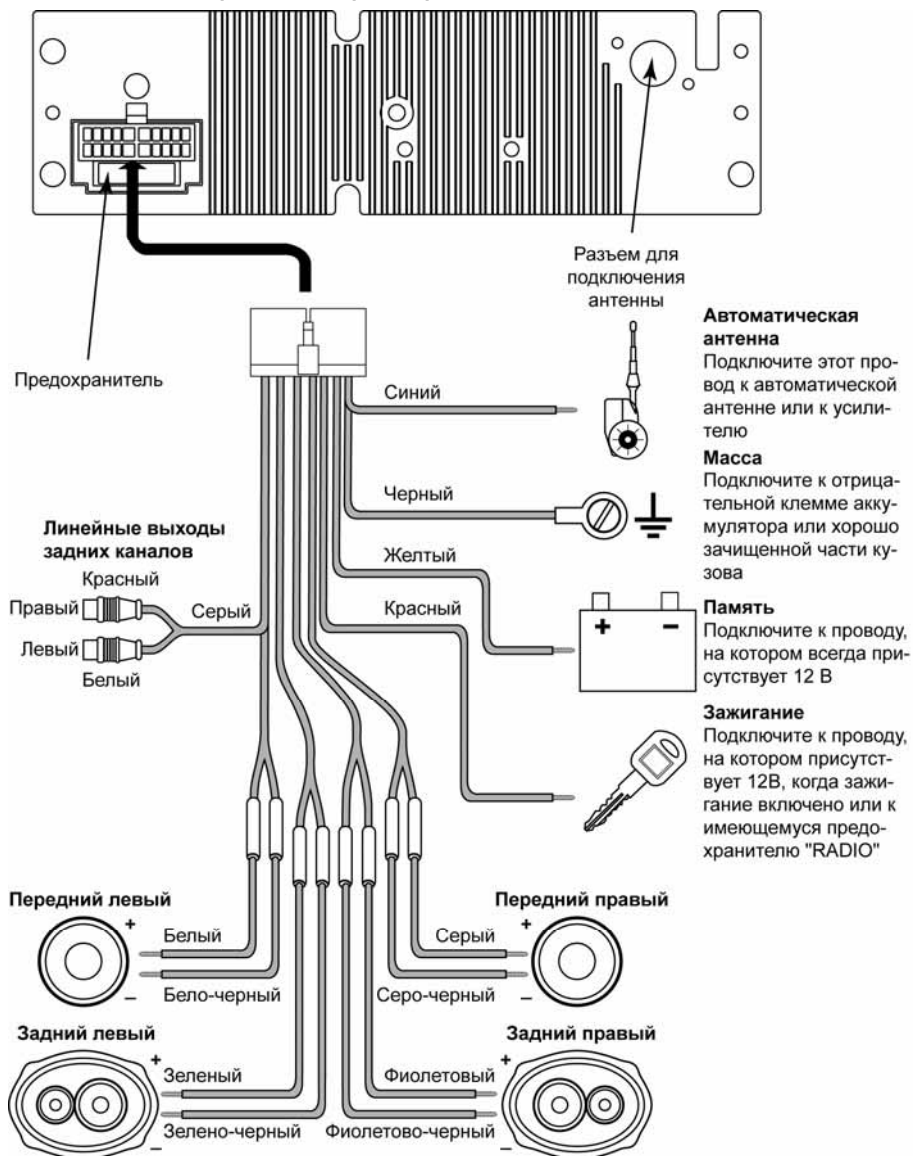 Разъем для
подключения
антенны
Предохранитель
Автоматическая
антенна
Подключите этот про-
вод к автоматической
антенне или к усили-
телю
Синий
Масса
Подключите к отрица-
тельной клемме акку-
мулятора или хорошо
зачищенной части ку-
зова
Черный
Линейные выходы
задних каналов
Красный
Правый
Серый
Левый
Белый
Желтый
Красный
+ −
Память
Подключите к проводу,
на котором всегда при-
сутствует 12 В
Зажигание
Подключите к проводу,
на котором присутст-
вует 12В, когда зажи-
гание включено или к
имеющемуся предо-
хранителю "RADIO"
Передний левый
+
Белый
Бело-черный
−
Передний правый
+
Серый
Серо-черный
−
Задний левый
+
Зеленый
Зелено-черный
−
Задний правый
+
Фиолетовый
Фиолетово-черный
−